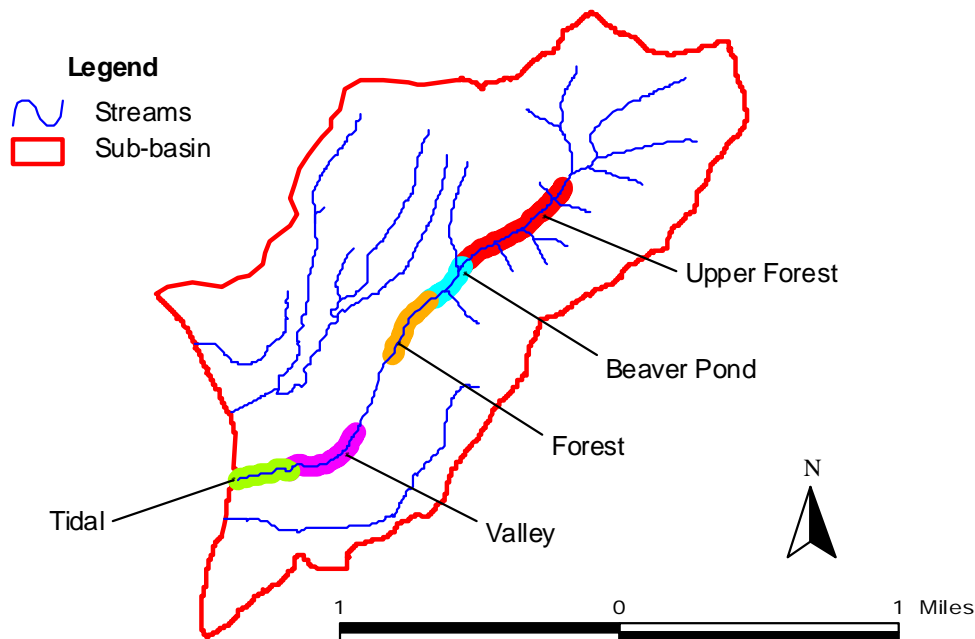 Legend
Streams
Sub-basin
Upper Forest
Beaver Pond
Forest
Valley
Tidal
N
1 0 1 Miles